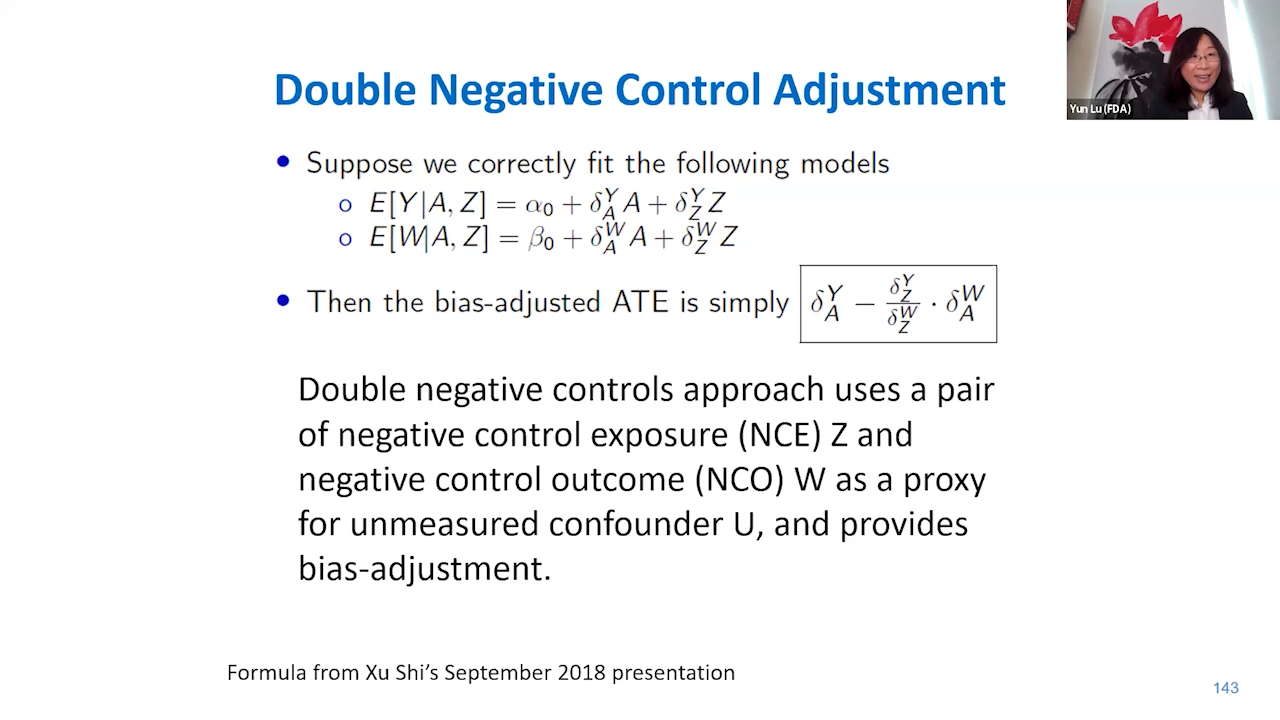 Double Negative Control Adjustment
Yun Lu (FDA)
• Suppose we correctly fit the following models
o E[Y|A, Z] = α₀ + δ_A^Y A + δ_Z^Y Z
o E[W|A, Z] = β₀ + δ_A^W A + δ_Z^W Z
• Then the bias-adjusted ATE is simply δ_A^Y − δ_Z^Y / δ_Z^W · δ_A^W
Double negative controls approach uses a pair
of negative control exposure (NCE) Z and
negative control outcome (NCO) W as a proxy
for unmeasured confounder U, and provides
bias-adjustment.
Formula from Xu Shi’s September 2018 presentation
143